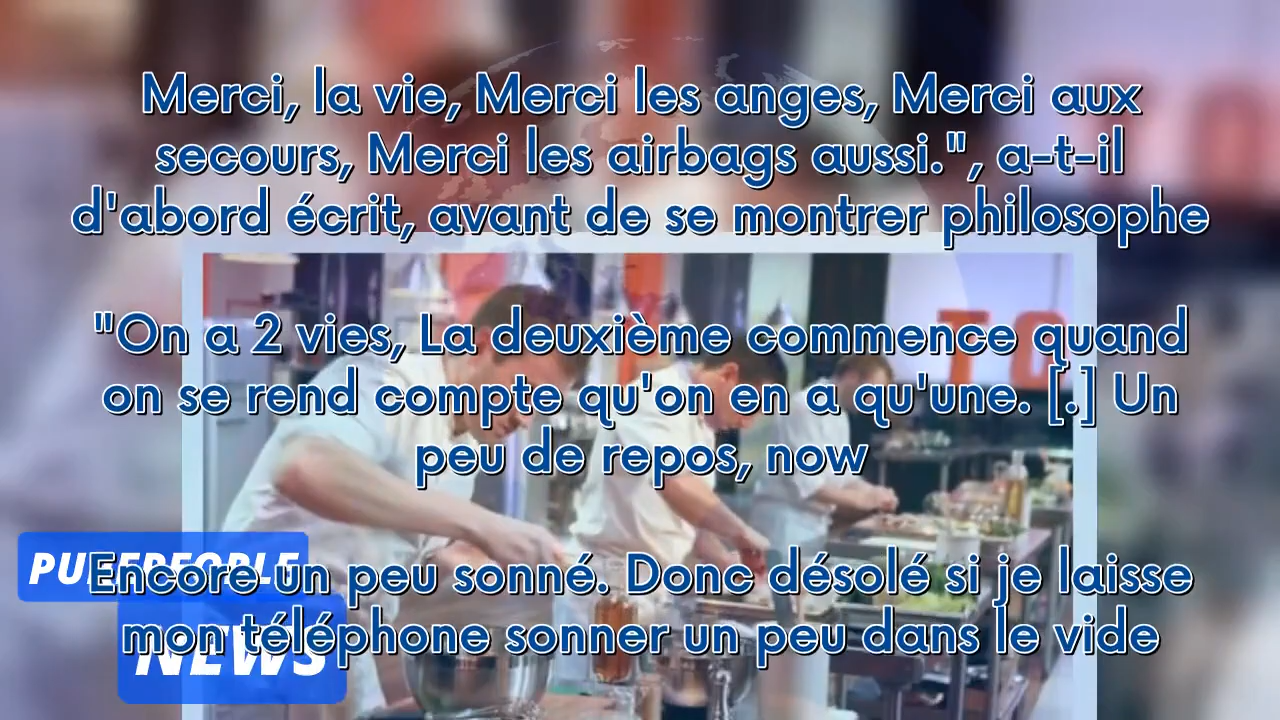 Merci, la vie, Merci les anges, Merci aux
secours, Merci les airbags aussi.", a-t-il
d'abord écrit, avant de se montrer philosophe
"On a 2 vies, La deuxième commence quand
on se rend compte qu'on en a qu'une. [.] Un
peu de repos, now
Encore un peu sonné. Donc désolé si je laisse
mon téléphone sonner un peu dans le vide
PUREPEOPLE
NEWS
TO